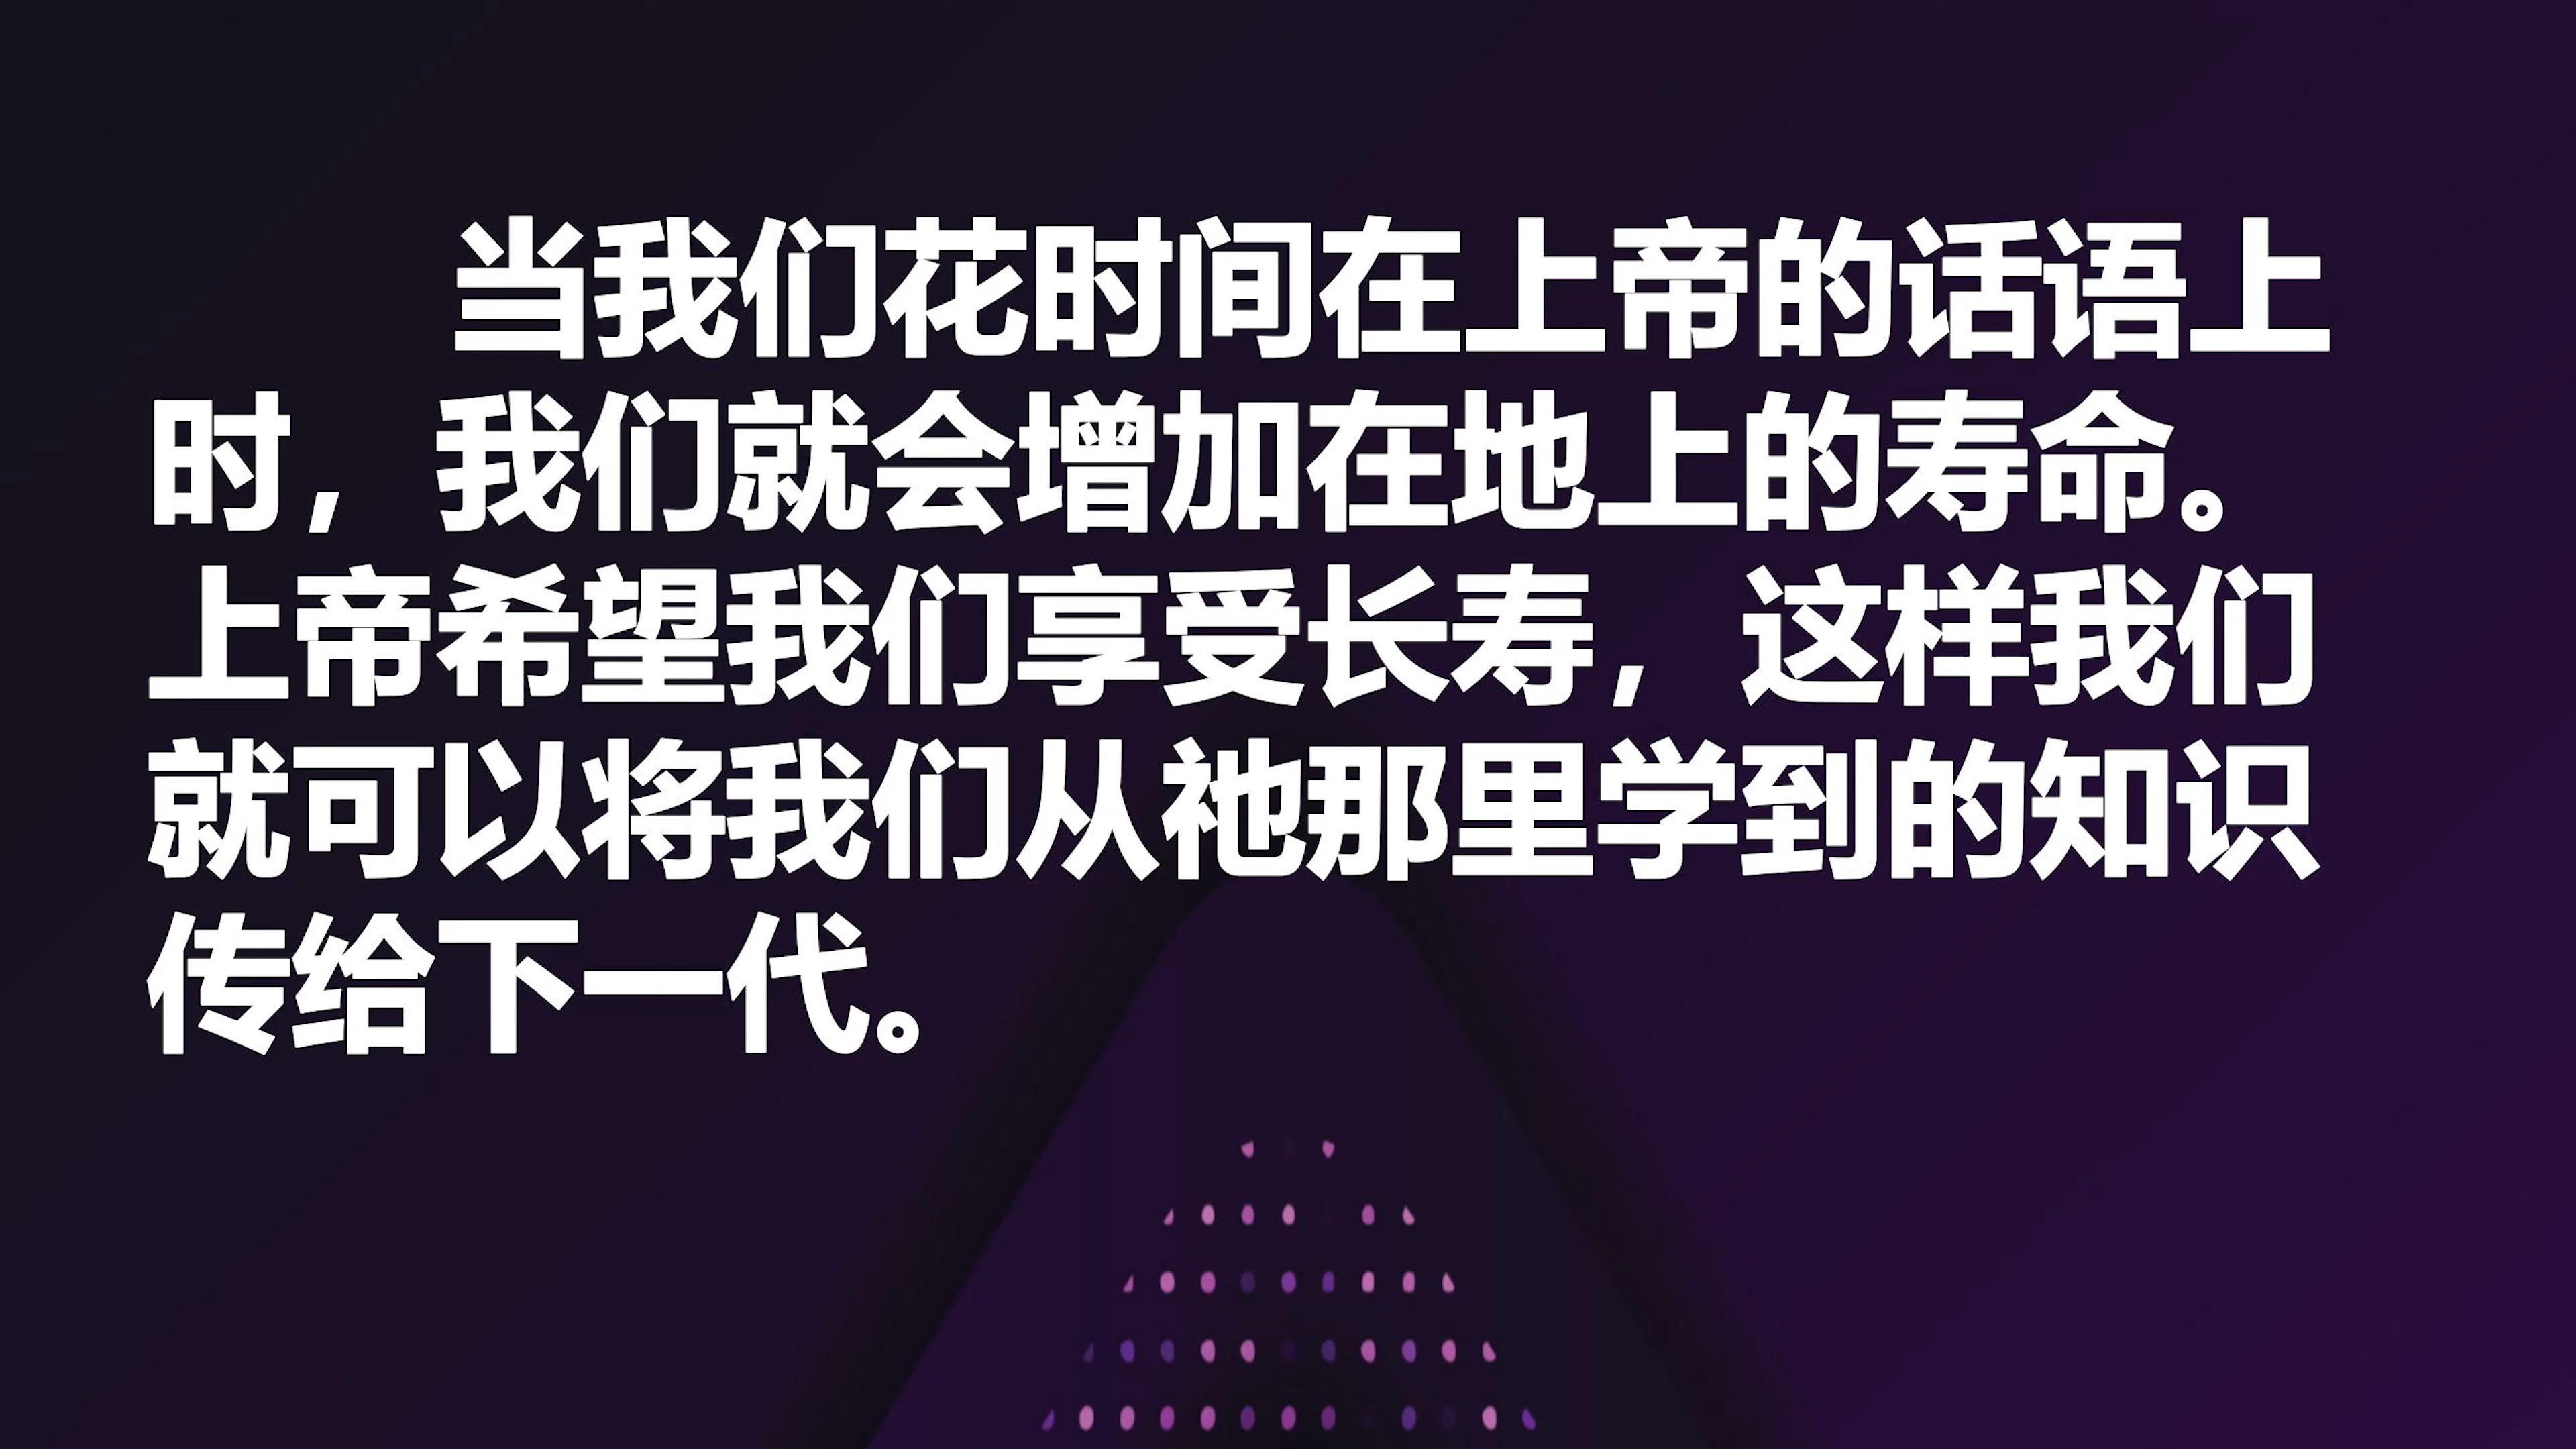 当我们花时间在上帝的话语上
时，我们就会增加在地上的寿命。
上帝希望我们享受长寿，这样我们
就可以将我们从祂那里学到的知识
传给下一代。